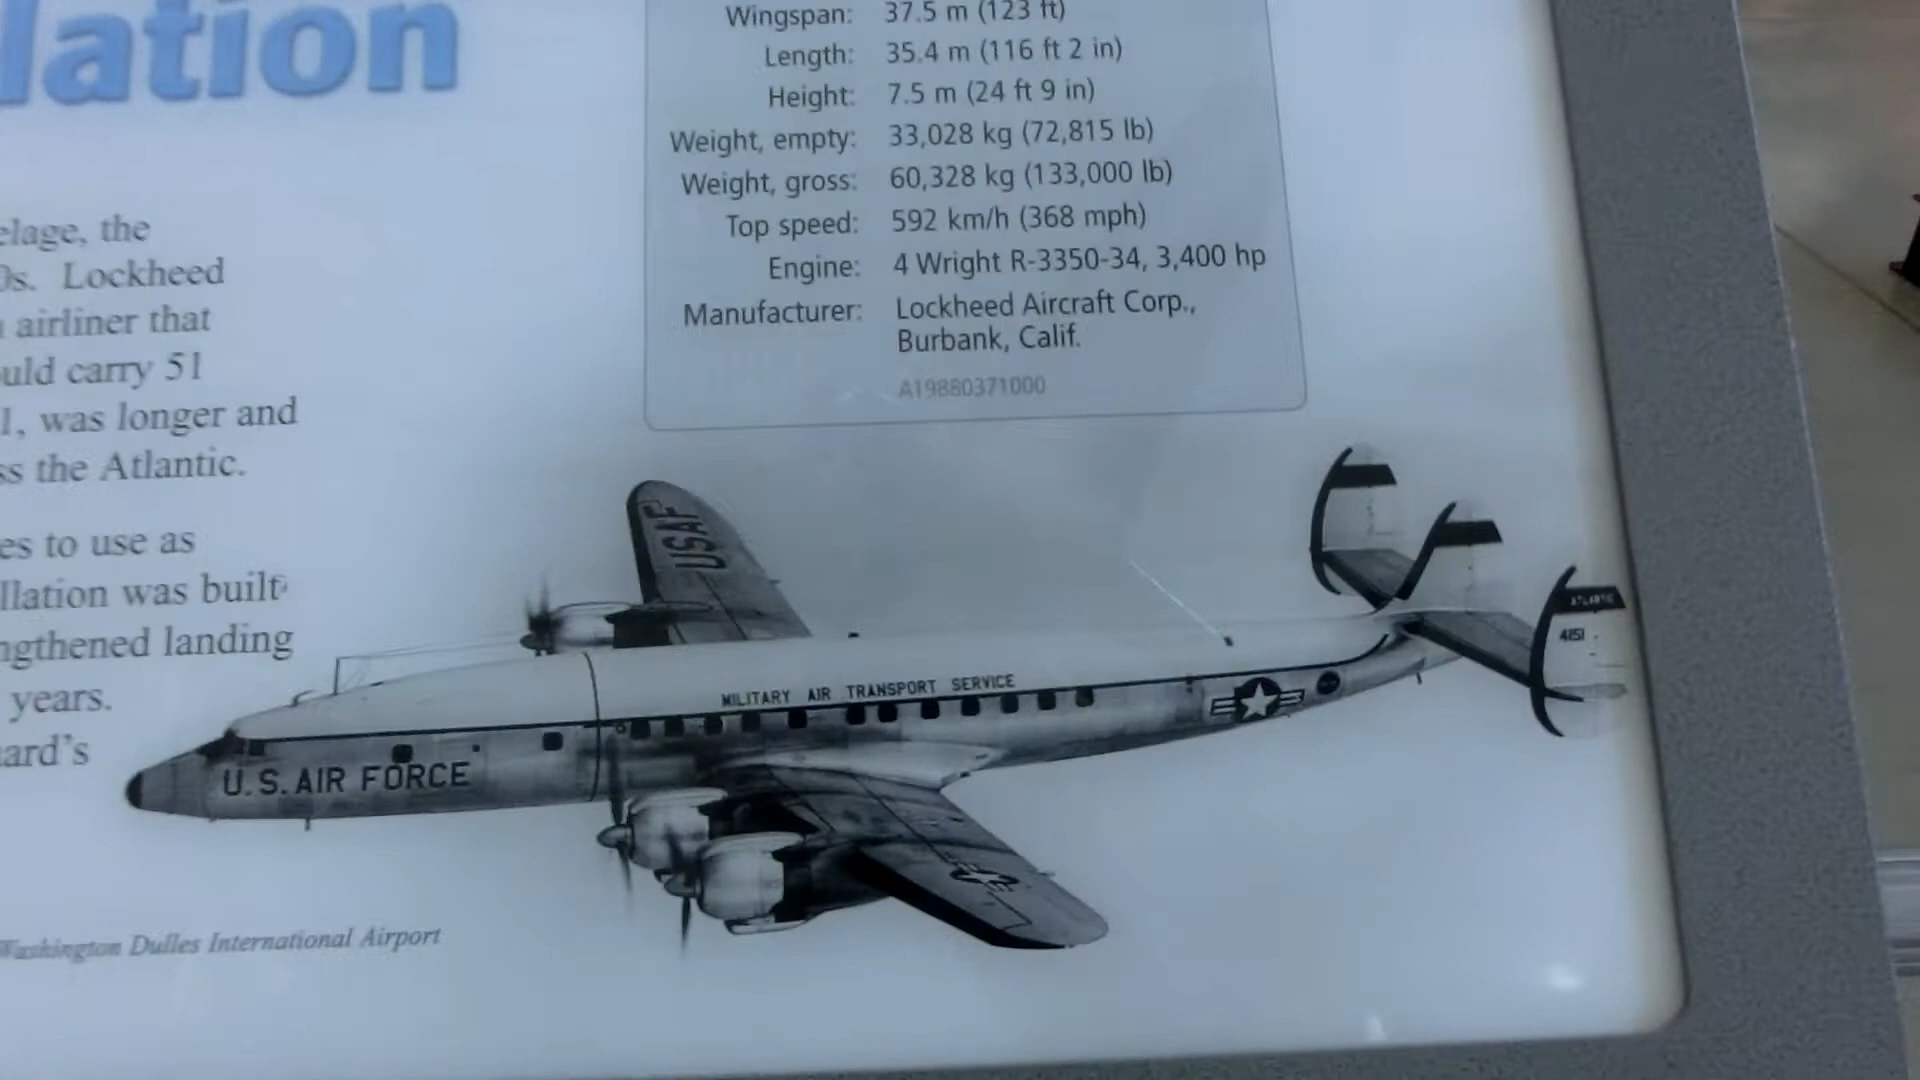 lation
Wingspan: 37.5 m (123 ft)
Length: 35.4 m (116 ft 2 in)
Height: 7.5 m (24 ft 9 in)
Weight, empty: 33,028 kg (72,815 lb)
Weight, gross: 60,328 kg (133,000 lb)
Top speed: 592 km/h (368 mph)
Engine: 4 Wright R-3350-34, 3,400 hp
Manufacturer: Lockheed Aircraft Corp.,
Burbank, Calif.
A19880371000
elage, the
0s. Lockheed
airliner that
uld carry 51
1, was longer and
ss the Atlantic.
es to use as
llation was built
ngthened landing
years.
ard's
USAF
ATLANTIC
4151
MILITARY AIR TRANSPORT SERVICE
U.S. AIR FORCE
Washington Dulles International Airport